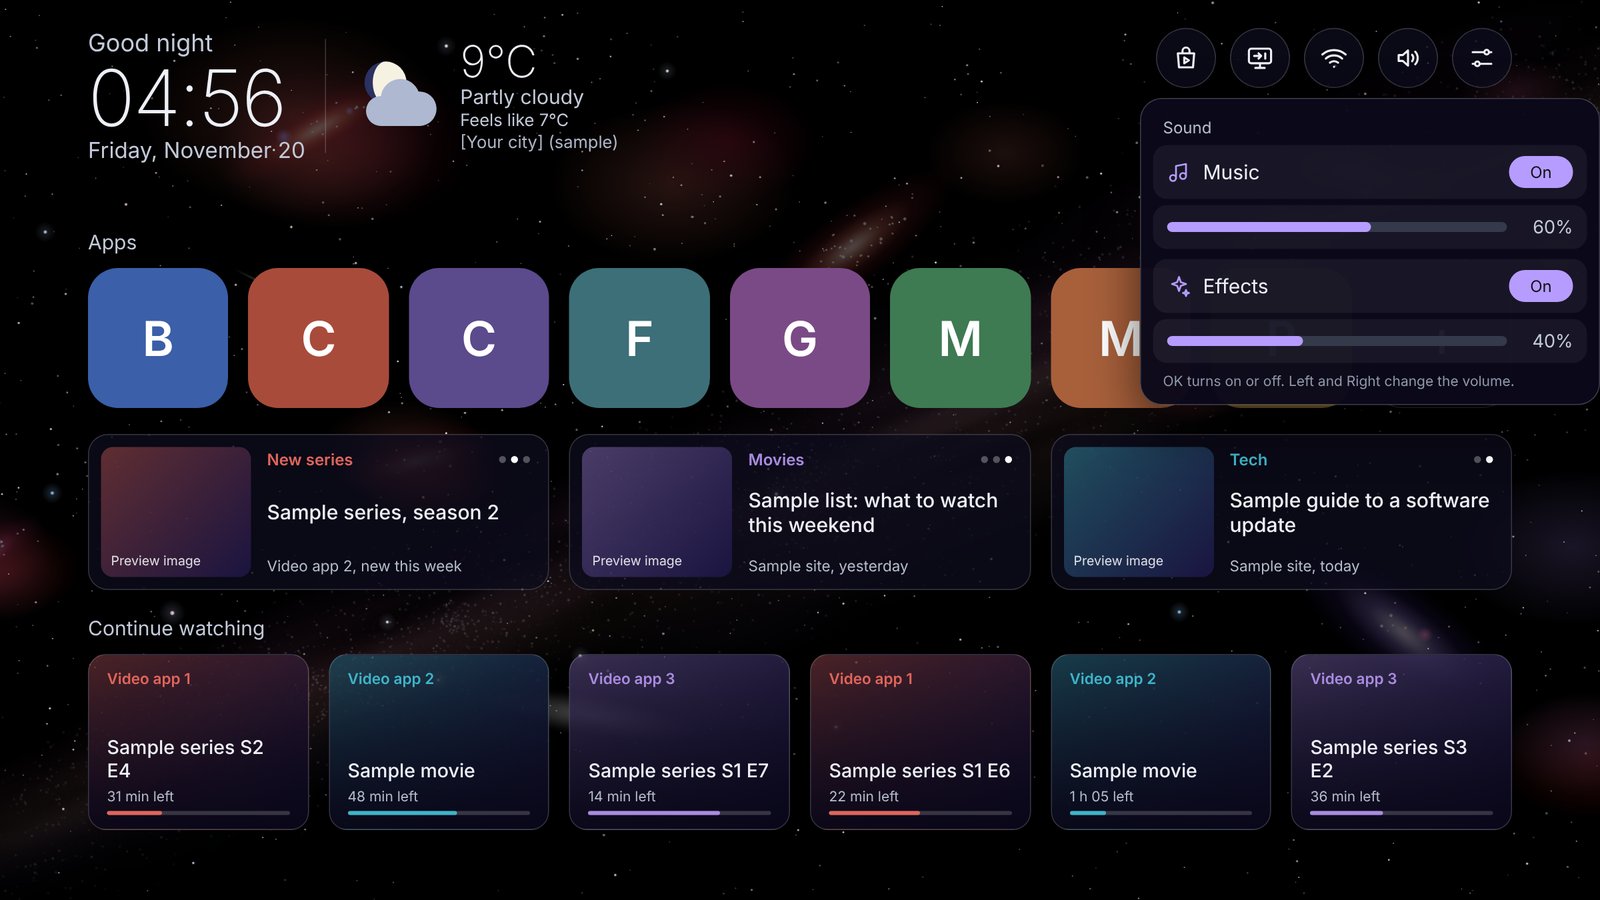 Good night
04:56
Friday, November 20
9°C
Partly cloudy
Feels like 7°C
[Your city] (sample)
Sound
Music
On
60%
Effects
On
40%
OK turns on or off. Left and Right change the volume.
Apps
B
C
C
F
G
M
M
P
New series
Sample series, season 2
Video app 2, new this week
Preview image
Movies
Sample list: what to watch
this weekend
Sample site, yesterday
Preview image
Tech
Sample guide to a software
update
Sample site, today
Preview image
Continue watching
Video app 1
Sample series S2
E4
31 min left
Video app 2
Sample movie
48 min left
Video app 3
Sample series S1 E7
14 min left
Video app 1
Sample series S1 E6
22 min left
Video app 2
Sample movie
1 h 05 left
Video app 3
Sample series S3
E2
36 min left